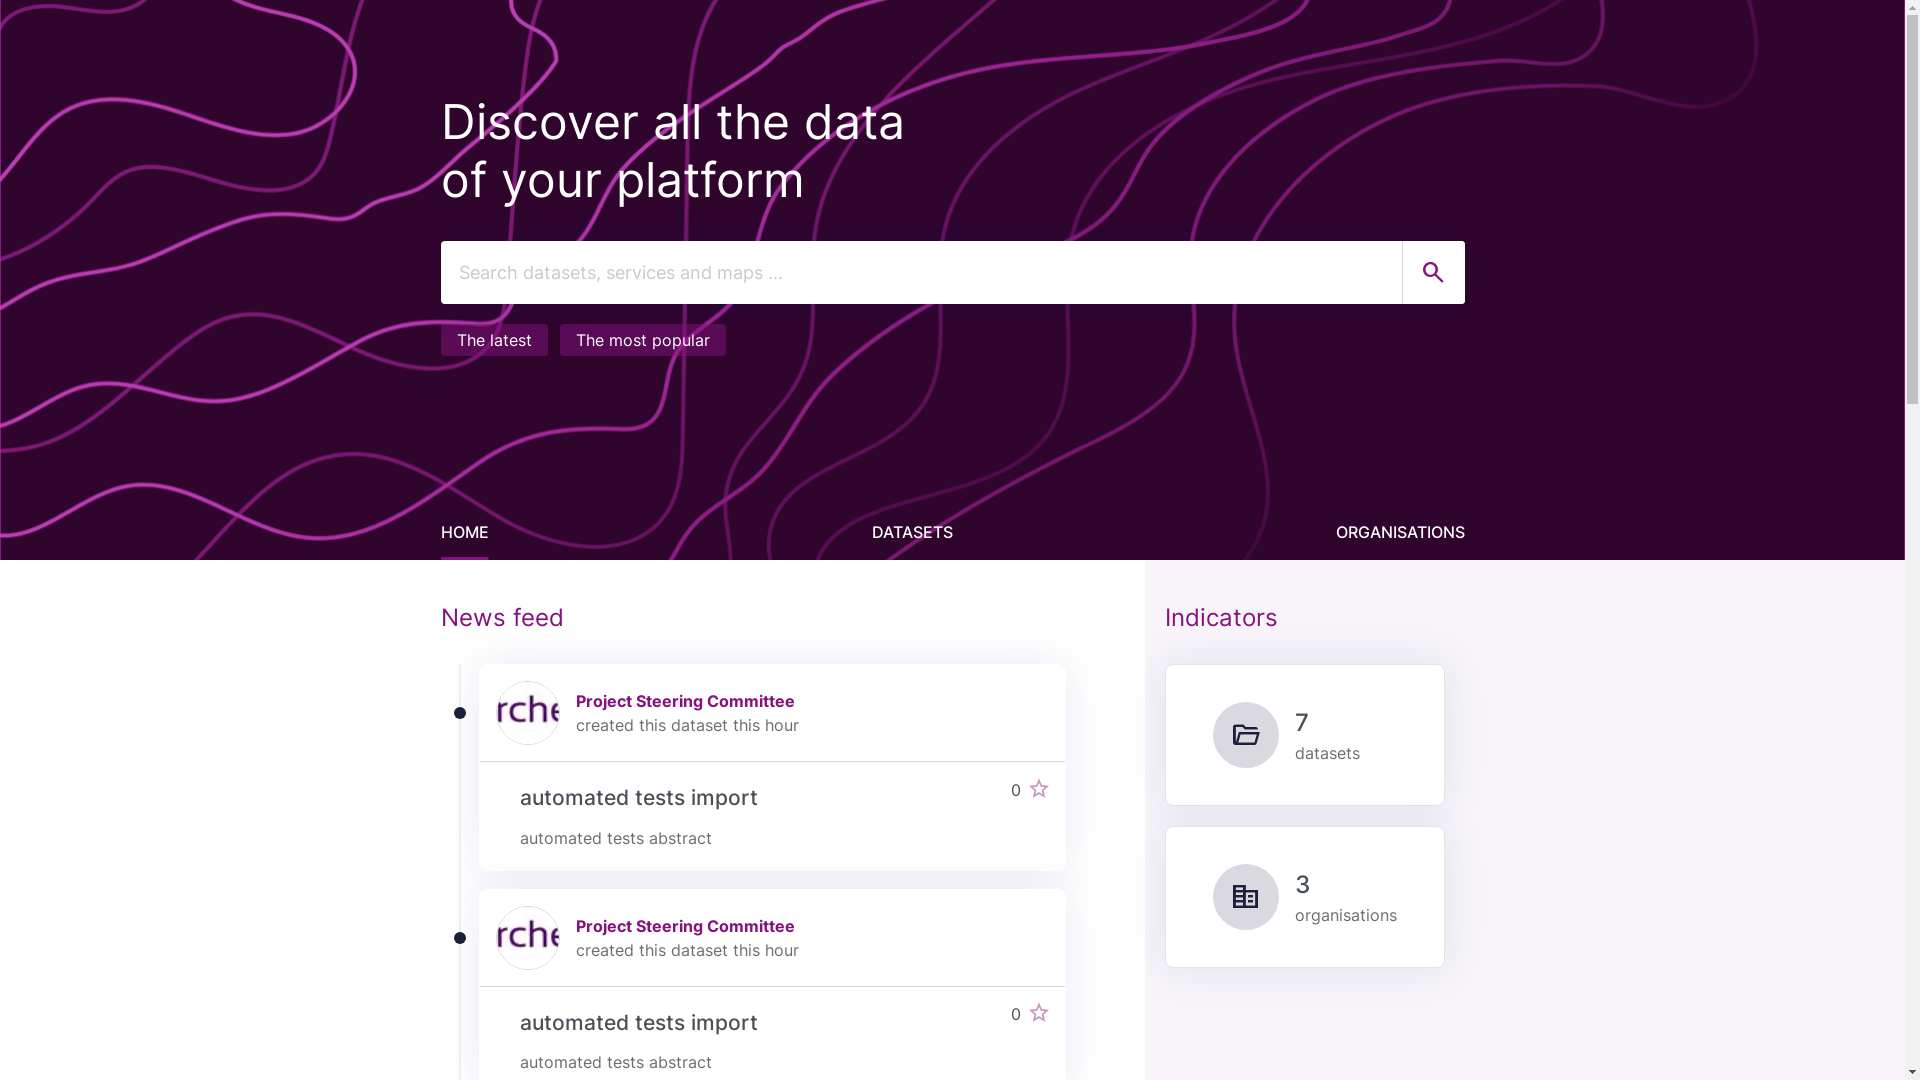 Discover all the data
of your platform
Search datasets, services and maps ...
The latest
The most popular
HOME
DATASETS
ORGANISATIONS
News feed
Project Steering Committee
created this dataset this hour
automated tests import
0
automated tests abstract
Project Steering Committee
created this dataset this hour
automated tests import
0
automated tests abstract
Indicators
7
datasets
3
organisations